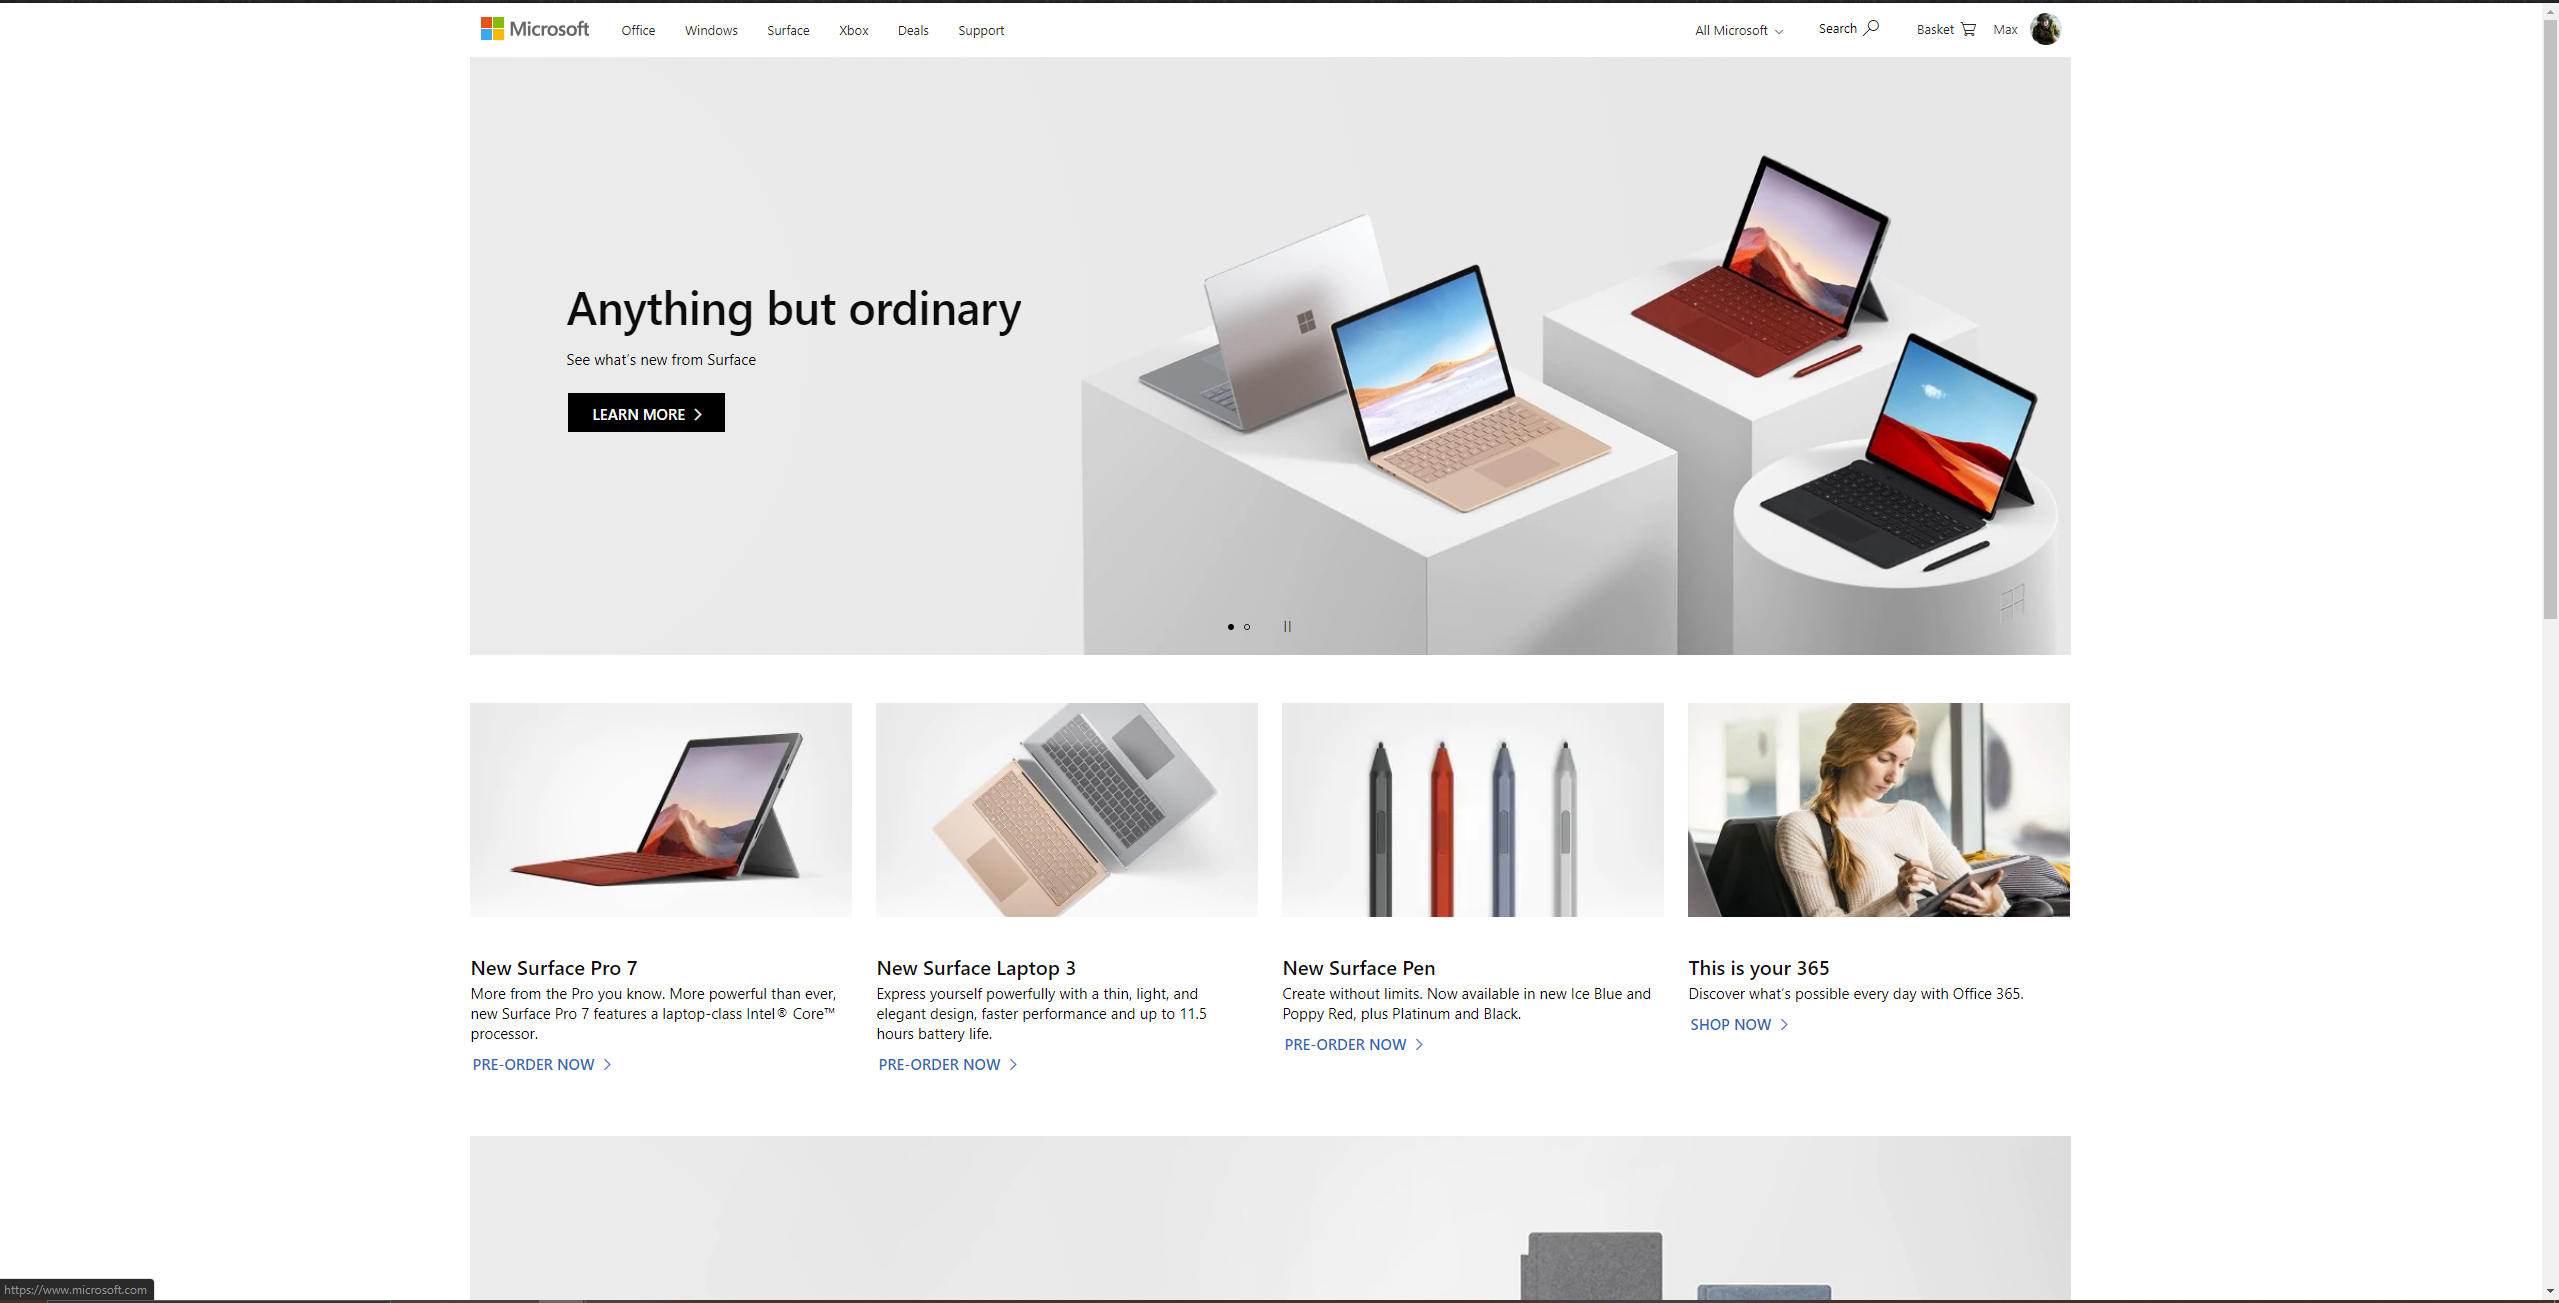 Microsoft
Office
Windows
Surface
Xbox
Deals
Support
All Microsoft
Search
Basket
Max
Anything but ordinary
See what's new from Surface
LEARN MORE
New Surface Pro 7
More from the Pro you know. More powerful than ever,
new Surface Pro 7 features a laptop-class Intel® Core™
processor.
PRE-ORDER NOW
New Surface Laptop 3
Express yourself powerfully with a thin, light, and
elegant design, faster performance and up to 11.5
hours battery life.
PRE-ORDER NOW
New Surface Pen
Create without limits. Now available in new Ice Blue and
Poppy Red, plus Platinum and Black.
PRE-ORDER NOW
This is your 365
Discover what's possible every day with Office 365.
SHOP NOW
https://www.microsoft.com